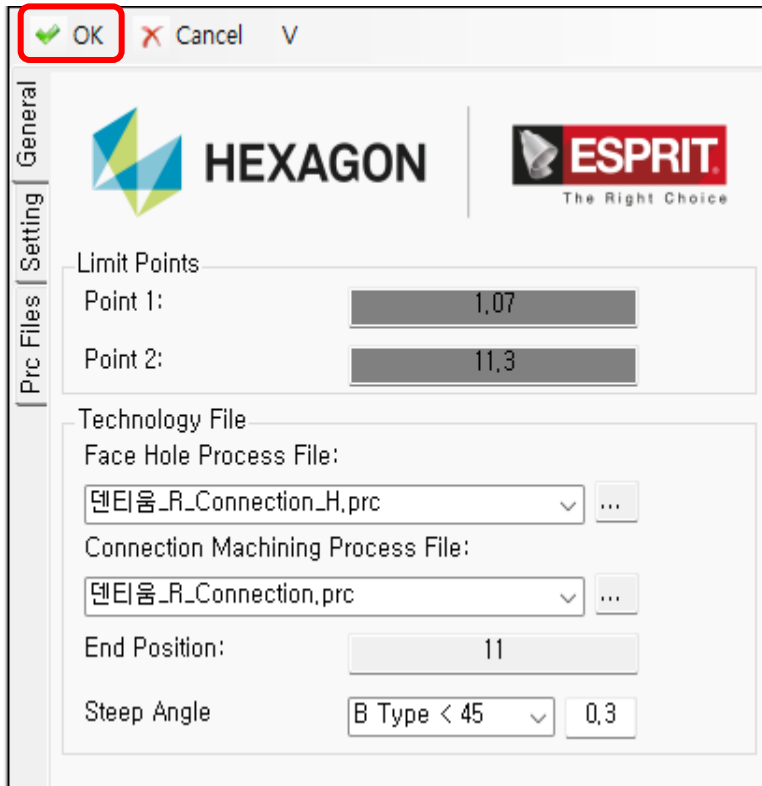 OK Cancel V
General
Setting
Prc Files
HEXAGON
ESPRIT.
The Right Choice
Limit Points
Point 1: 1,07
Point 2: 11,3
Technology File
Face Hole Process File:
덴티움_R_Connection_H,prc ...
Connection Machining Process File:
덴티움_R_Connection,prc ...
End Position: 11
Steep Angle B Type < 45 0,3